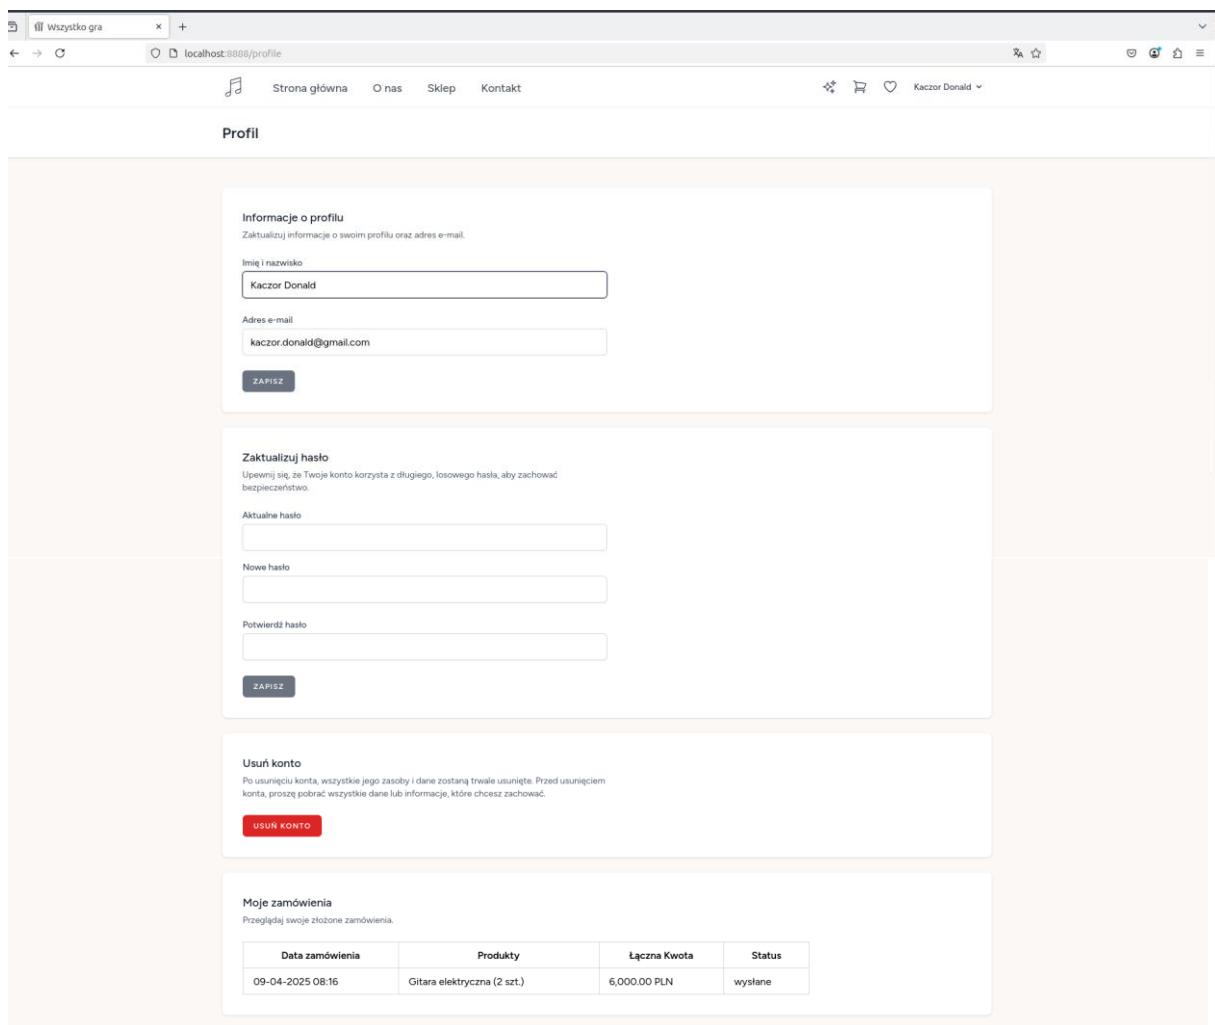 Wszystko gra
localhost:8888/profile
Strona główna O nas Sklep Kontakt Kaczor Donald
Profil
Informacje o profilu
Zaktualizuj informacje o swoim profilu oraz adres e-mail.
Imię i nazwisko
Kaczor Donald
Adres e-mail
kaczor.donald@gmail.com
ZAPISZ
Zaktualizuj hasło
Upewnij się, że Twoje konto korzysta z długiego, losowego hasła, aby zachować
bezpieczeństwo.
Aktualne hasło
Nowe hasło
Potwierdź hasło
ZAPISZ
Usuń konto
Po usunięciu konta, wszystkie jego zasoby i dane zostaną trwale usunięte. Przed usunięciem
konta, proszę pobrać wszystkie dane lub informacje, które chcesz zachować.
USUŃ KONTO
Moje zamówienia
Przeglądaj swoje złożone zamówienia.
Data zamówienia Produkty Łączna Kwota Status
09-04-2025 08:16 Gitara elektryczna (2 szt.) 6,000.00 PLN wysłane